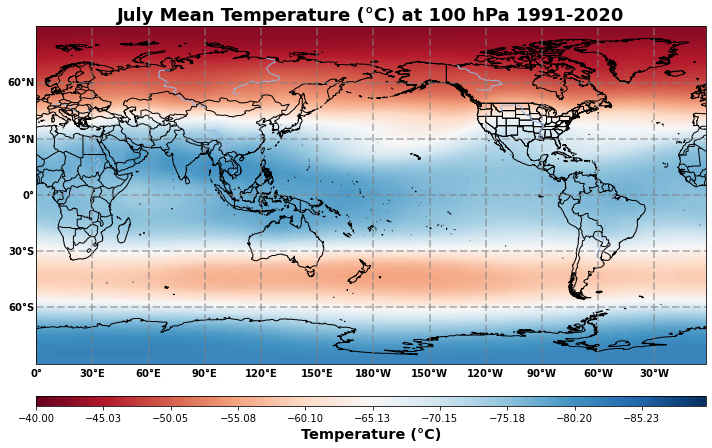 July Mean Temperature (°C) at 100 hPa 1991-2020
60°N
30°N
0°
30°S
60°S
0° 30°E 60°E 90°E 120°E 150°E 180°W 150°W 120°W 90°W 60°W 30°W
−40.00 −45.03 −50.05 −55.08 −60.10 −65.13 −70.15 −75.18 −80.20 −85.23
Temperature (°C)